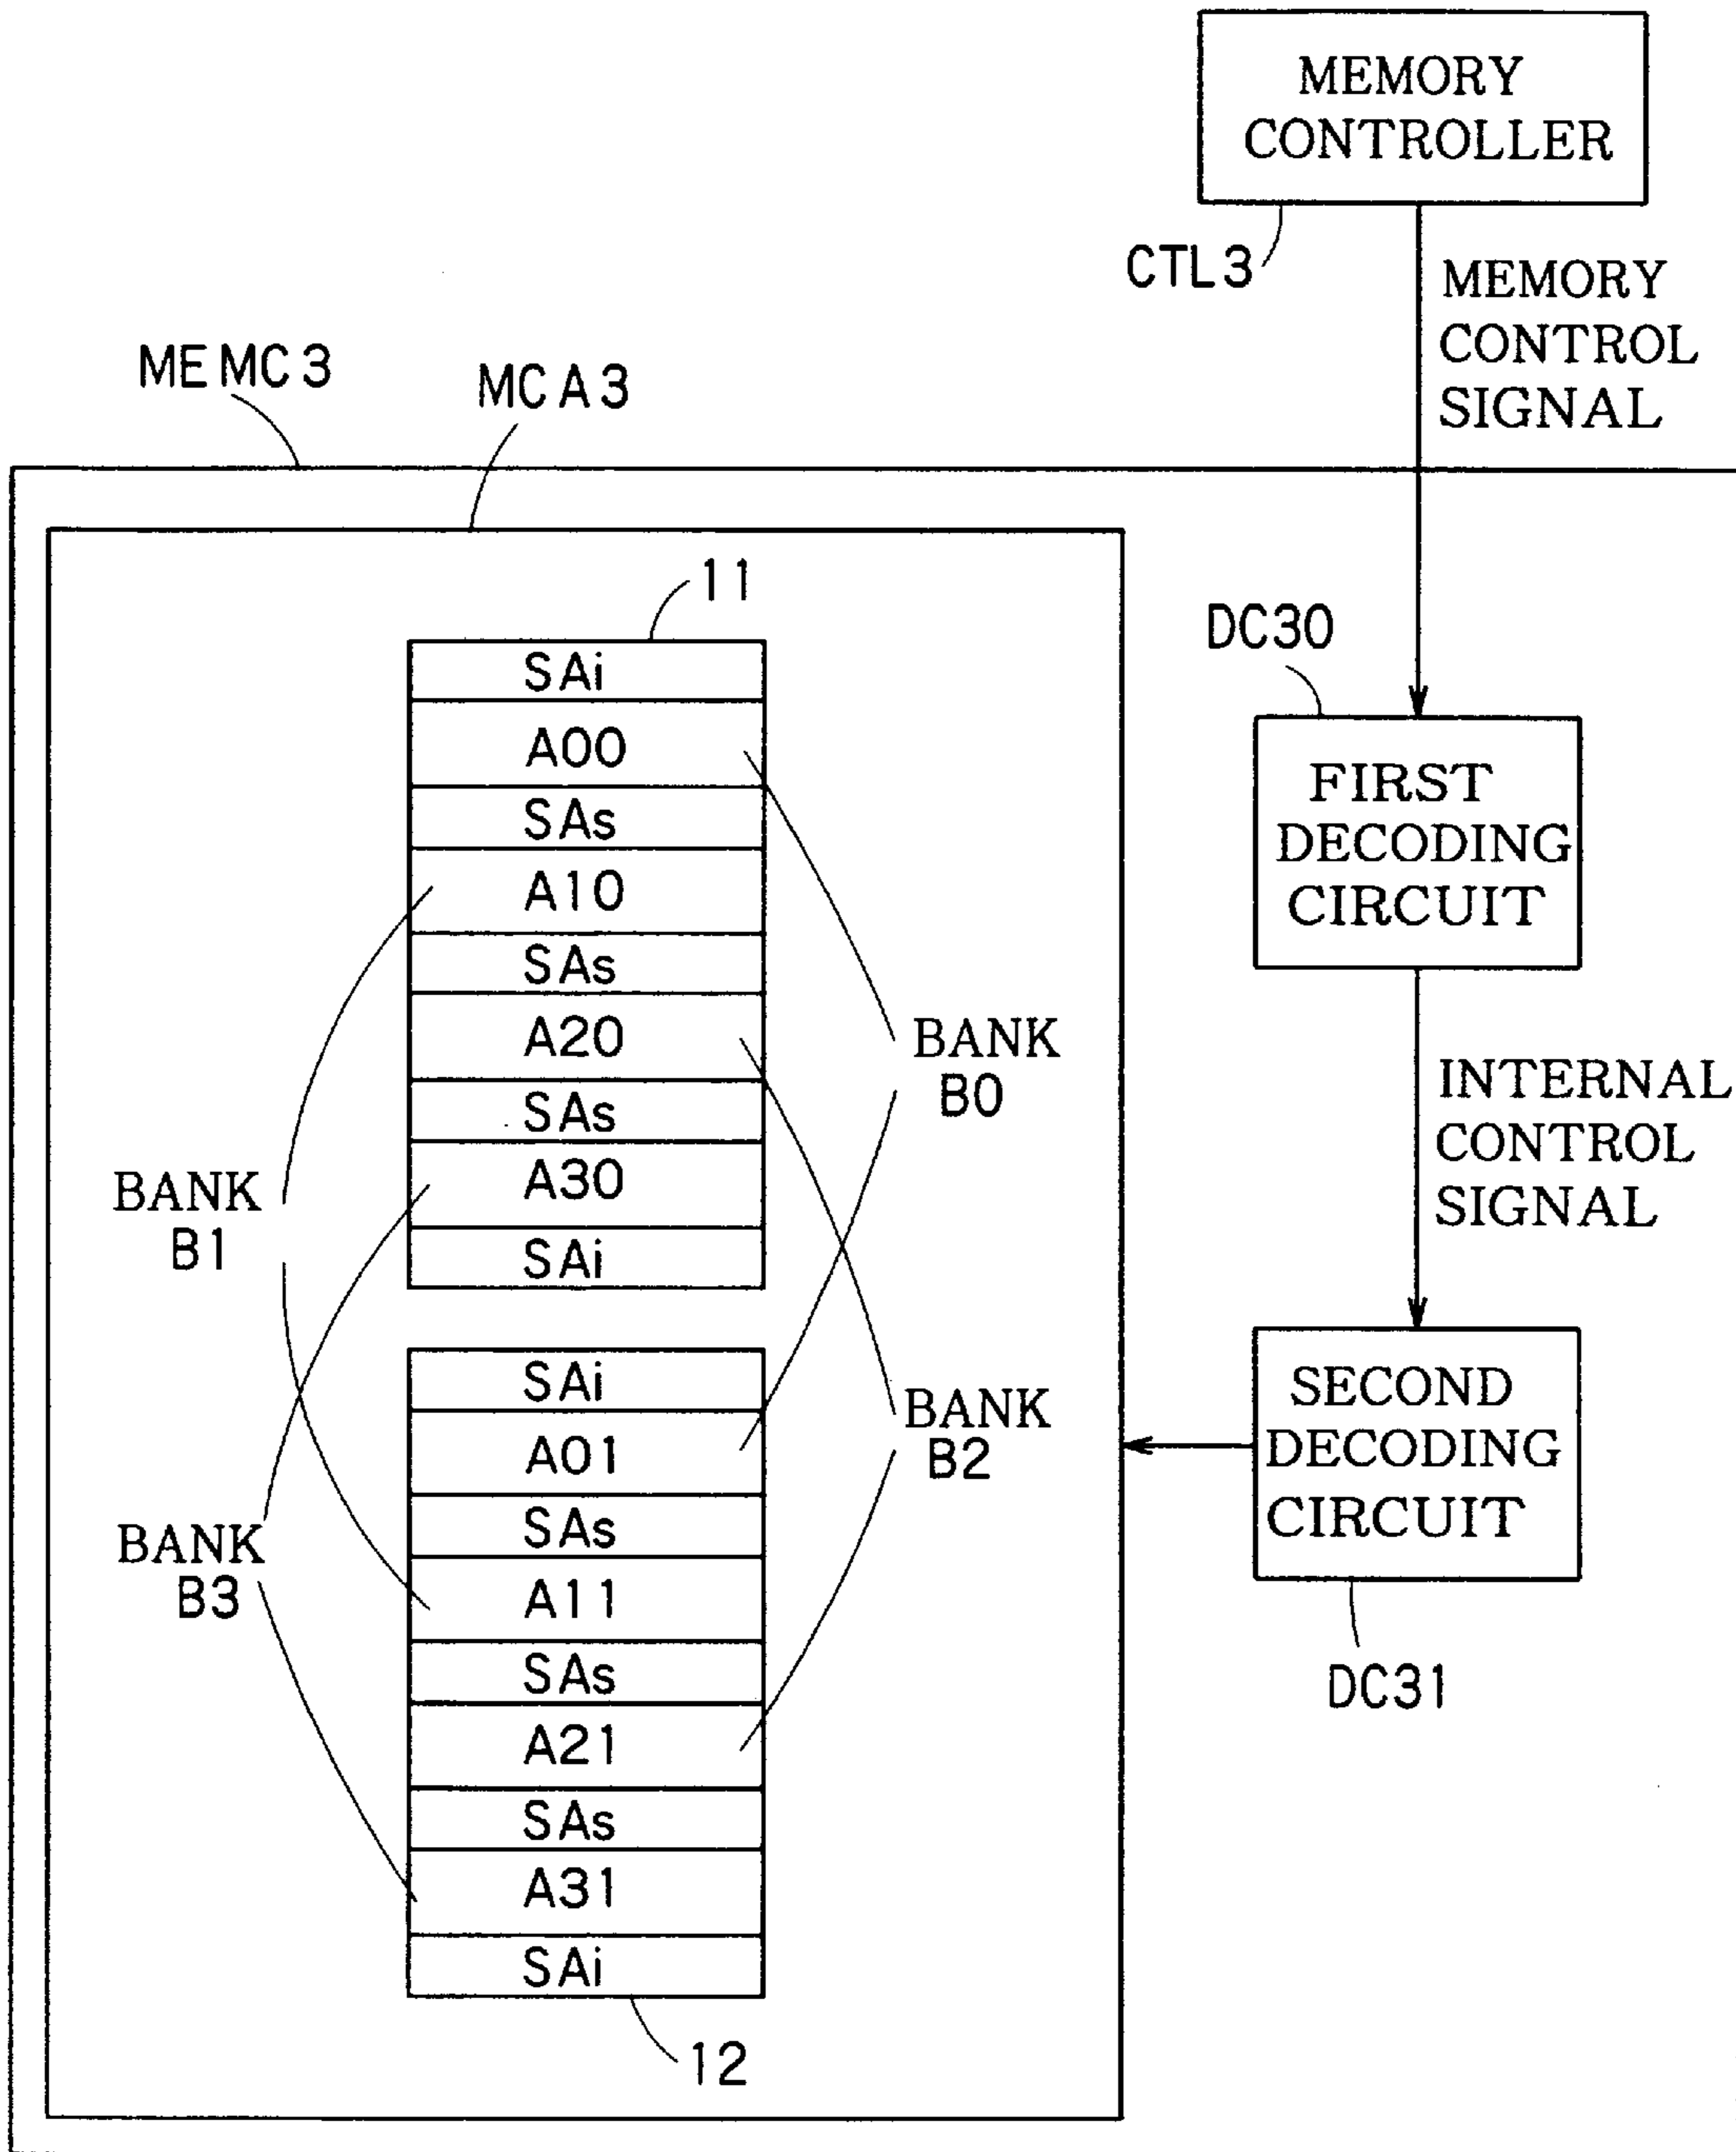 MEMORY
CONTROLLER
CTL3
MEMORY
CONTROL
SIGNAL
MEMC3
MCA3
11
DC30
SAi
A00
SAs
A10
SAs
A20
SAs
A30
SAi
FIRST
DECODING
CIRCUIT
BANK
B0
INTERNAL
CONTROL
SIGNAL
BANK
B1
SAi
A01
SAs
A11
SAs
A21
SAs
A31
SAi
BANK
B2
SECOND
DECODING
CIRCUIT
BANK
B3
DC31
12